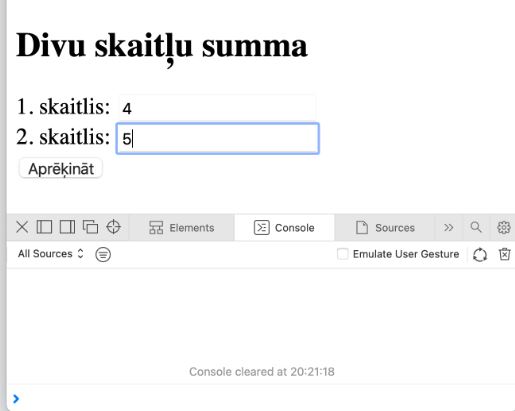 Divu skaitļu summa
1. skaitlis: 4
2. skaitlis: 5
Aprēķināt
Elements Console Sources
All Sources Emulate User Gesture
Console cleared at 20:21:18